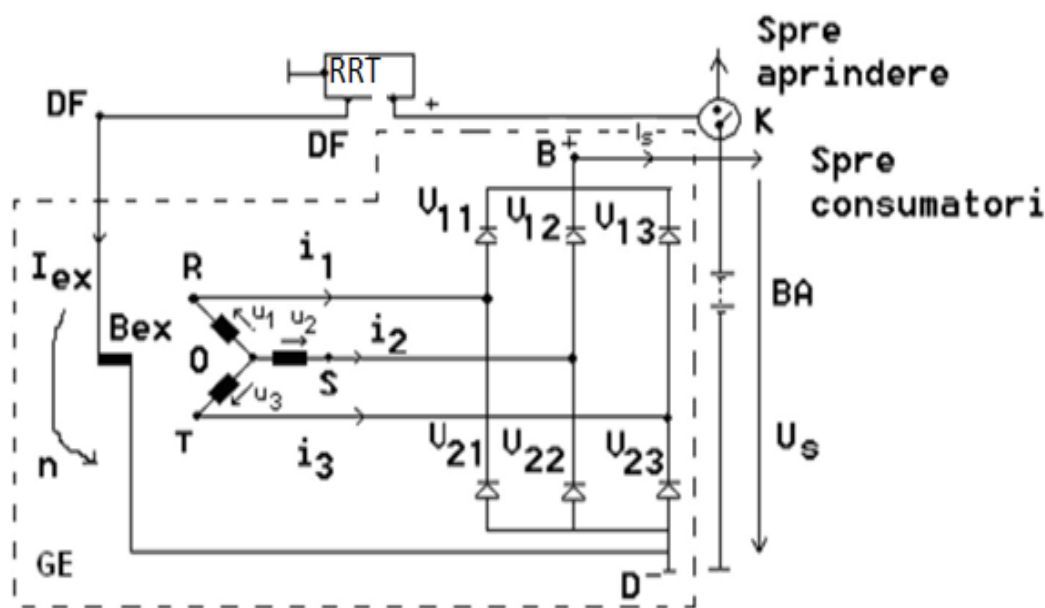 Spre
aprindere
RRT
DF
+
K
DF
B+
Is
Spre
consumatori
V11
V12
V13
R
i1
Iex
u1
u2
i2
BA
Bex
O
S
u3
T
i3
V21
V22
V23
Us
n
GE
D-